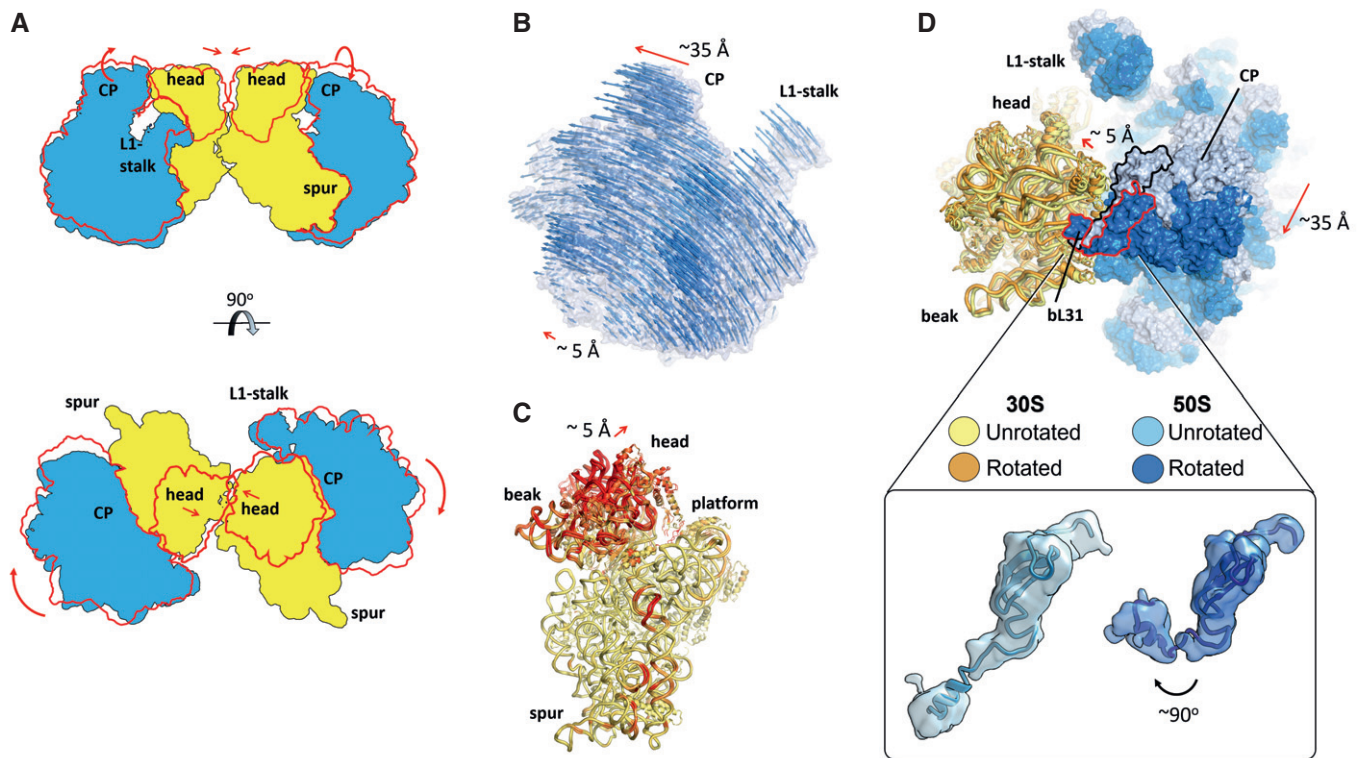 A
head
head
CP
CP
L1-
stalk
spur
90º
spur
L1-stalk
CP
head
head
CP
spur
B
~35 Å
CP
L1-stalk
~ 5 Å
C
~ 5 Å
head
beak
platform
spur
D
L1-stalk
CP
head
~ 5 Å
~35 Å
beak
bL31
30S
50S
Unrotated
Unrotated
Rotated
Rotated
~90º